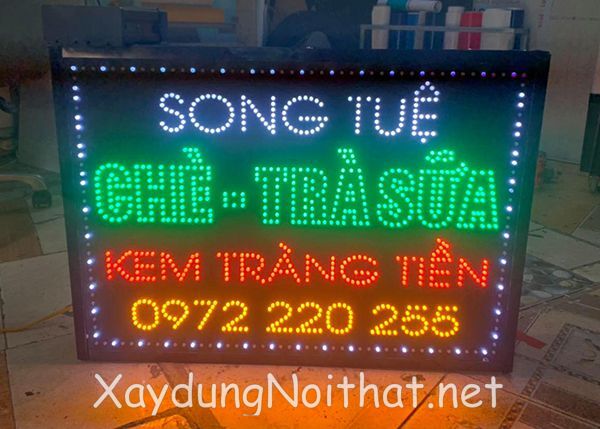 SONG TUỆ
CHÈ - TRÀ SỮA
KEM TRÀNG TIỀN
0972 220 255
XaydungNoithat.net